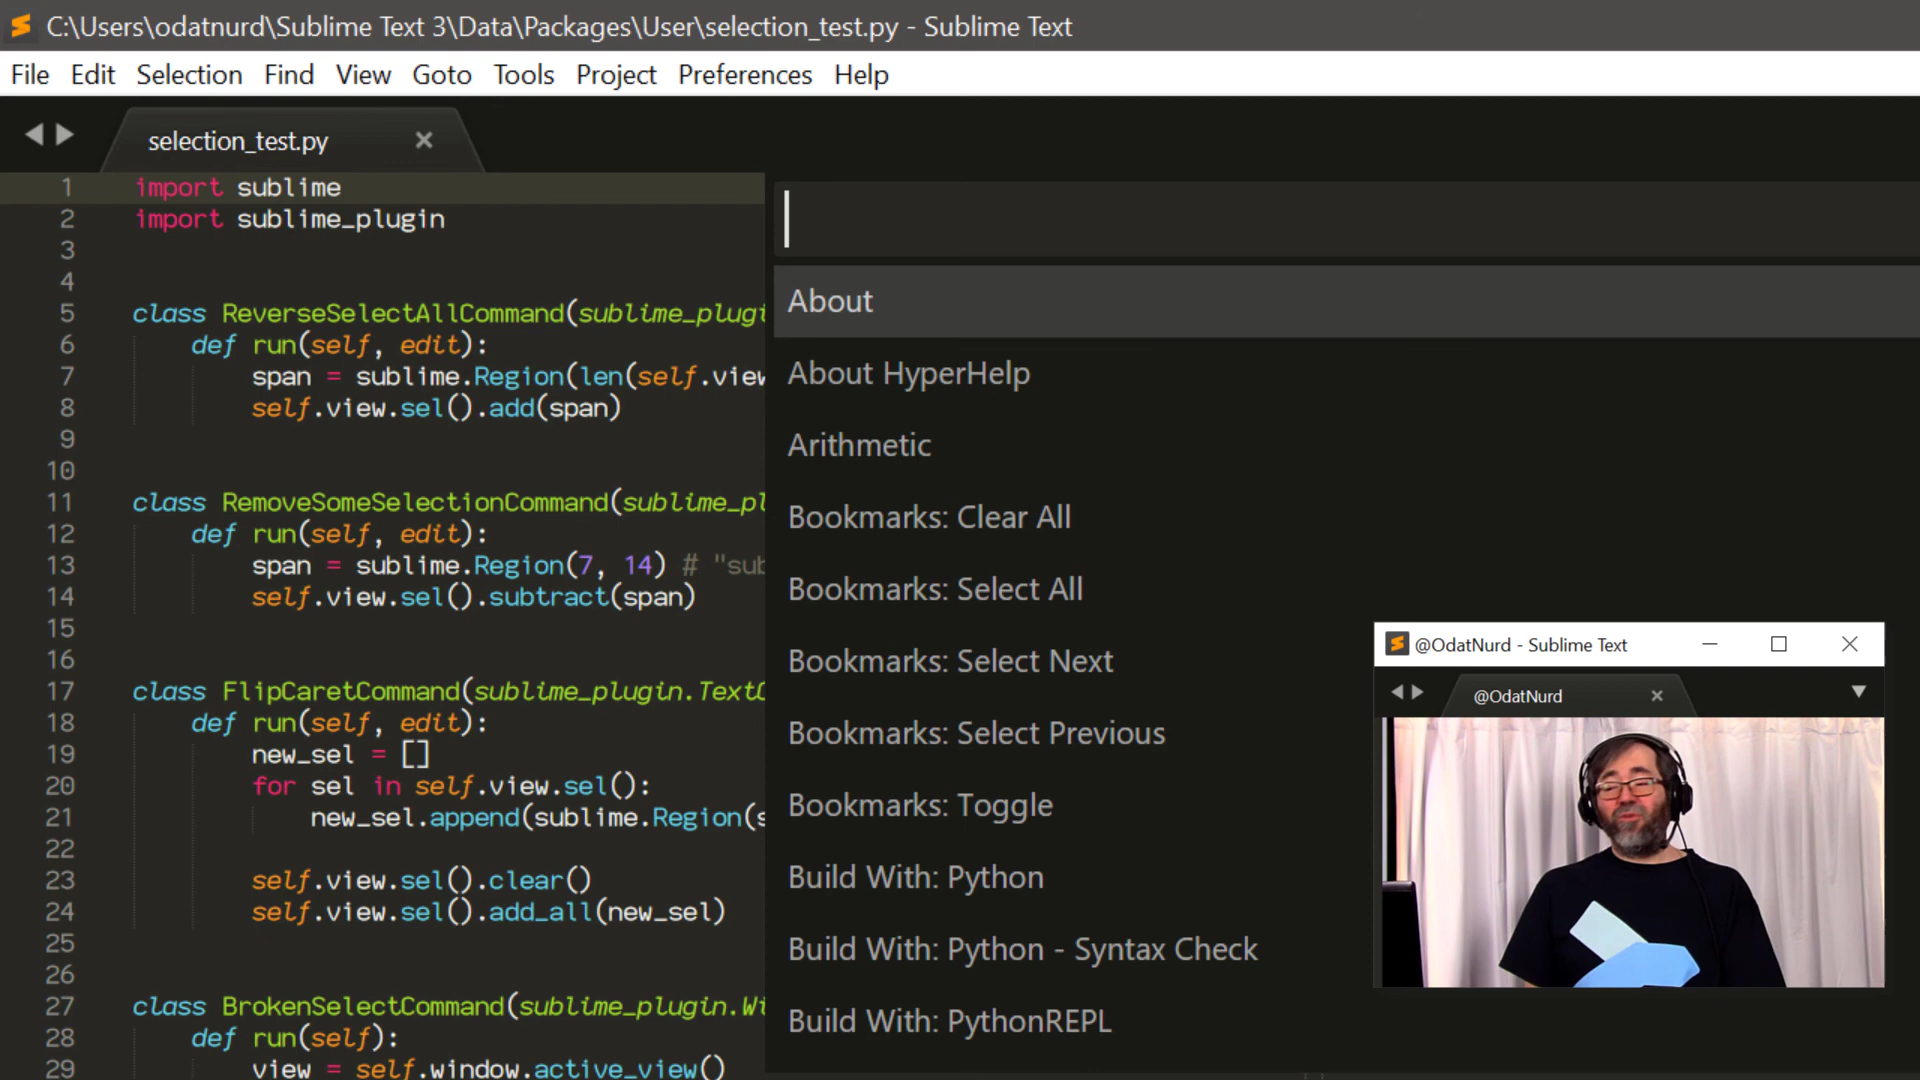 C:\Users\odatnurd\Sublime Text 3\Data\Packages\User\selection_test.py - Sublime Text
File Edit Selection Find View Goto Tools Project Preferences Help
selection_test.py
1 import sublime
2 import sublime_plugin
3
4
5 class ReverseSelectAllCommand(sublime_plugi
6 def run(self, edit):
7 span = sublime.Region(len(self.view
8 self.view.sel().add(span)
9
10
11 class RemoveSomeSelectionCommand(sublime_pl
12 def run(self, edit):
13 span = sublime.Region(7, 14) # "sub
14 self.view.sel().subtract(span)
15
16
17 class FlipCaretCommand(sublime_plugin.TextC
18 def run(self, edit):
19 new_sel = []
20 for sel in self.view.sel():
21 new_sel.append(sublime.Region(s
22
23 self.view.sel().clear()
24 self.view.sel().add_all(new_sel)
25
26
27 class BrokenSelectCommand(sublime_plugin.Wi
28 def run(self):
29 view = self.window.active_view()
About
About HyperHelp
Arithmetic
Bookmarks: Clear All
Bookmarks: Select All
Bookmarks: Select Next
Bookmarks: Select Previous
Bookmarks: Toggle
Build With: Python
Build With: Python - Syntax Check
Build With: PythonREPL
@OdatNurd - Sublime Text
@OdatNurd